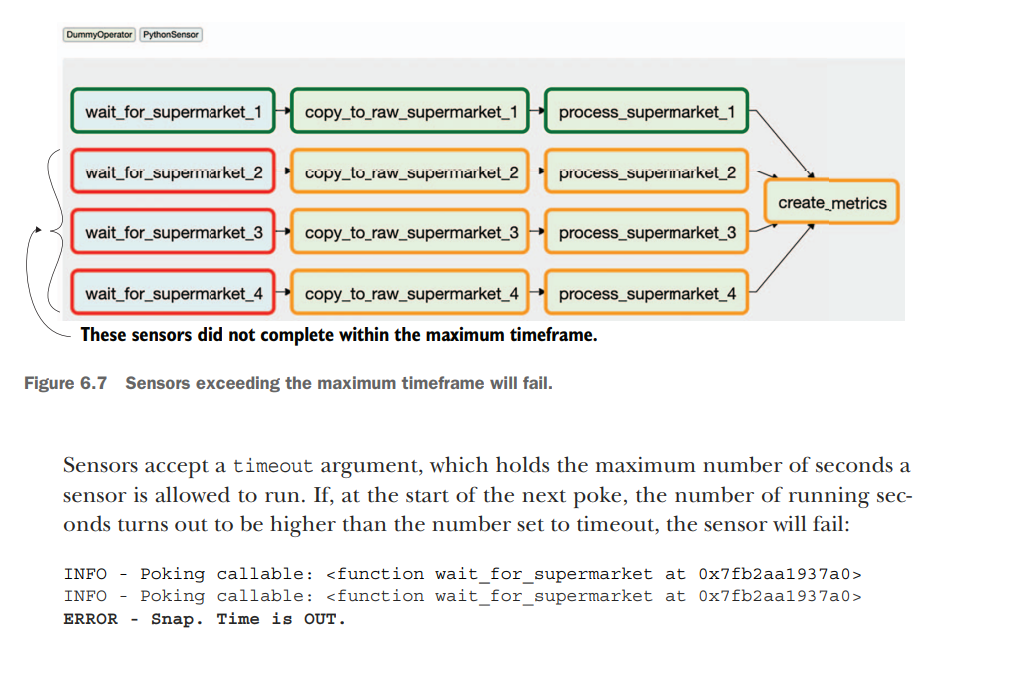 DummyOperator PythonSensor
wait_for_supermarket_1 copy_to_raw_supermarket_1 process_supermarket_1
wait_for_supermarket_2 copy_to_raw_supermarket_2 process_supermarket_2
create_metrics
wait_for_supermarket_3 copy_to_raw_supermarket_3 process_supermarket_3
wait_for_supermarket_4 copy_to_raw_supermarket_4 process_supermarket_4
These sensors did not complete within the maximum timeframe.
Figure 6.7 Sensors exceeding the maximum timeframe will fail.
Sensors accept a timeout argument, which holds the maximum number of seconds a
sensor is allowed to run. If, at the start of the next poke, the number of running sec-
onds turns out to be higher than the number set to timeout, the sensor will fail:
INFO - Poking callable: <function wait_for_supermarket at 0x7fb2aa1937a0>
INFO - Poking callable: <function wait_for_supermarket at 0x7fb2aa1937a0>
ERROR - Snap. Time is OUT.